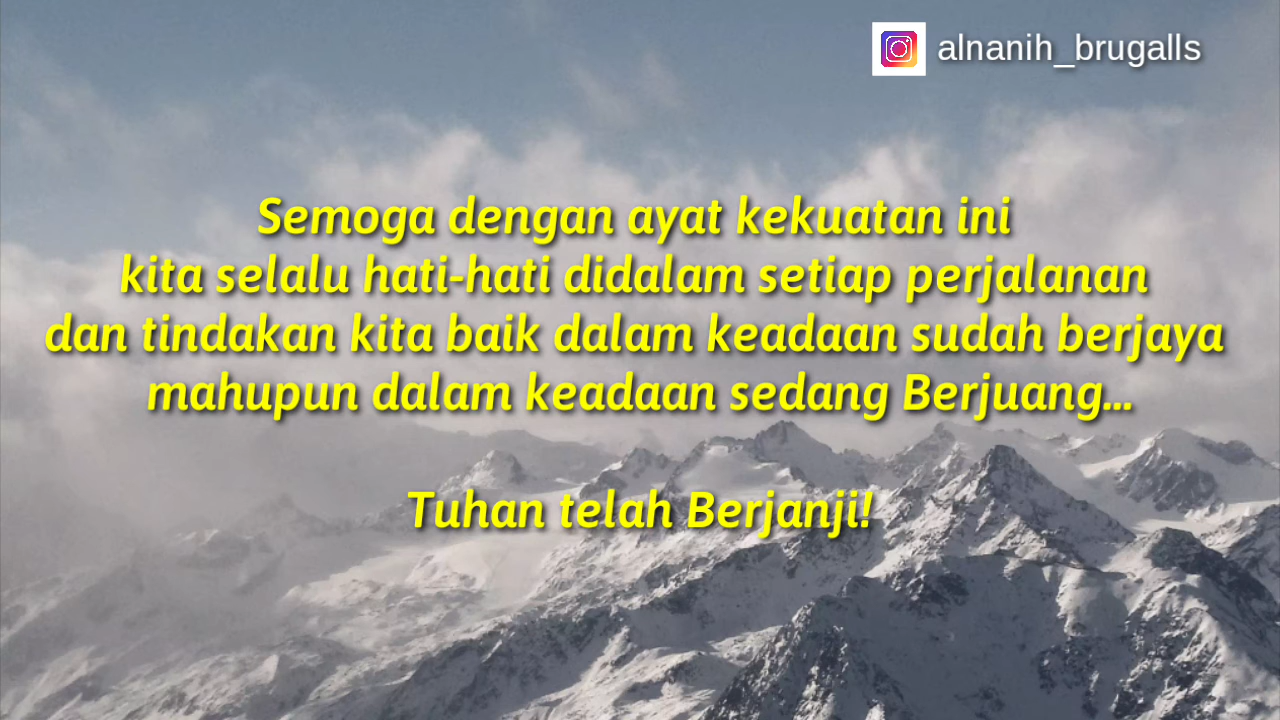 alnanih_brugalls
Semoga dengan ayat kekuatan ini
kita selalu hati-hati didalam setiap perjalanan
dan tindakan kita baik dalam keadaan sudah berjaya
mahupun dalam keadaan sedang Berjuang...
Tuhan telah Berjanji!